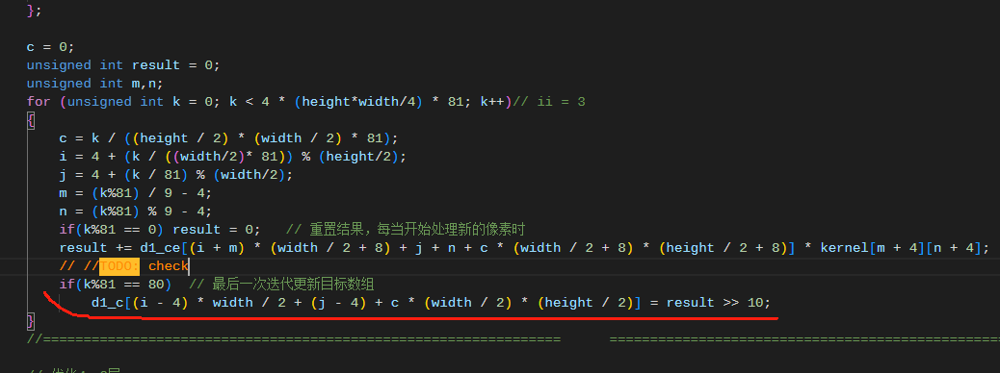 };
c = 0;
unsigned int result = 0;
unsigned int m,n;
for (unsigned int k = 0; k < 4 * (height*width/4) * 81; k++)// ii = 3
{
c = k / ((height / 2) * (width / 2) * 81);
i = 4 + (k / ((width/2)* 81)) % (height/2);
j = 4 + (k / 81) % (width/2);
m = (k%81) / 9 - 4;
n = (k%81) % 9 - 4;
if(k%81 == 0) result = 0;   // 重置结果，每当开始处理新的像素时
result += d1_ce[(i + m) * (width / 2 + 8) + j + n + c * (width / 2 + 8) * (height / 2 + 8)] * kernel[m + 4][n + 4];
// //TODO: check
if(k%81 == 80)  // 最后一次迭代更新目标数组
d1_c[(i - 4) * width / 2 + (j - 4) + c * (width / 2) * (height / 2)] = result >> 10;
}
//=============================================================      ================================================